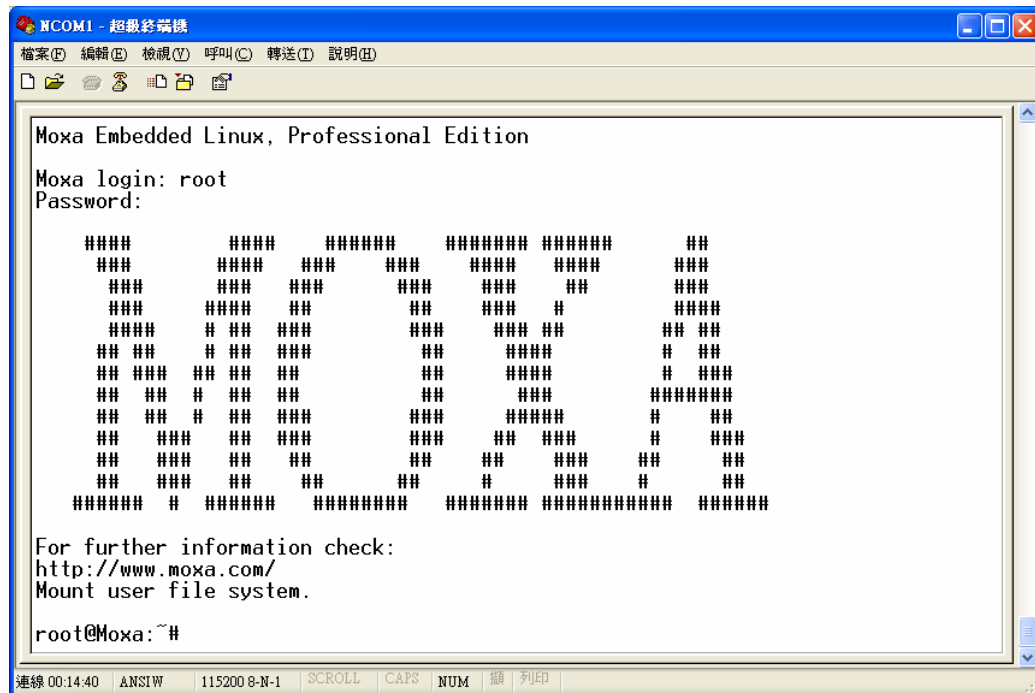 NCOM1 - 超級終端機
檔案(F) 編輯(E) 檢視(V) 呼叫(C) 轉送(T) 說明(H)
Moxa Embedded Linux, Professional Edition
Moxa login: root
Password:
MOXA
For further information check:
http://www.moxa.com/
Mount user file system.
root@Moxa:~#
連線 00:14:40 ANSIW 115200 8-N-1 SCROLL CAPS NUM 擷 列印